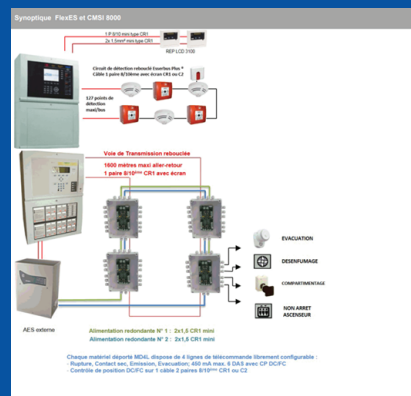 Synoptique FlexES et CMSI 8000
1 P 8/10 mini type CR1
2x 1.5mm² mini type CR1
REP LCD 3108
Circuit de détection rebouclé Esserbus Plus ®
Câble 1 paire 8/10ème avec écran CR1 ou C2
127 points de
détection
maxi/bus
Voie de Transmission rebouclée
1600 mètres maxi aller-retour
1 paire 8/10ème CR1 avec écran
EVACUATION
DESENFUMAGE
COMPARTIMENTAGE
NON ARRET
ASCENSEUR
AES externe
Alimentation redondante N° 1 : 2x1,5 CR1 mini
Alimentation redondante N° 2 : 2x1,5 CR1 mini
Chaque matériel déporté MD4L dispose de 4 lignes de télécommande librement configurable :
- Rupture, Contact sec, Emission, Evacuation; 450 mA max. 6 DAS avec CP DC/FC
- Contrôle de position DC/FC sur 1 câble 2 paires 8/10ème CR1 ou C2